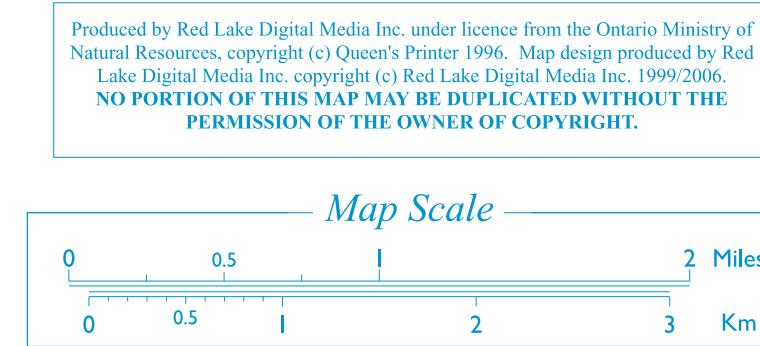 Produced by Red Lake Digital Media Inc. under licence from the Ontario Ministry of
Natural Resources, copyright (c) Queen's Printer 1996.  Map design produced by Red
Lake Digital Media Inc. copyright (c) Red Lake Digital Media Inc. 1999/2006.
NO PORTION OF THIS MAP MAY BE DUPLICATED WITHOUT THE
PERMISSION OF THE OWNER OF COPYRIGHT.
Map Scale
0 0.5 1 2 Miles
0 0.5 1 2 3 Km